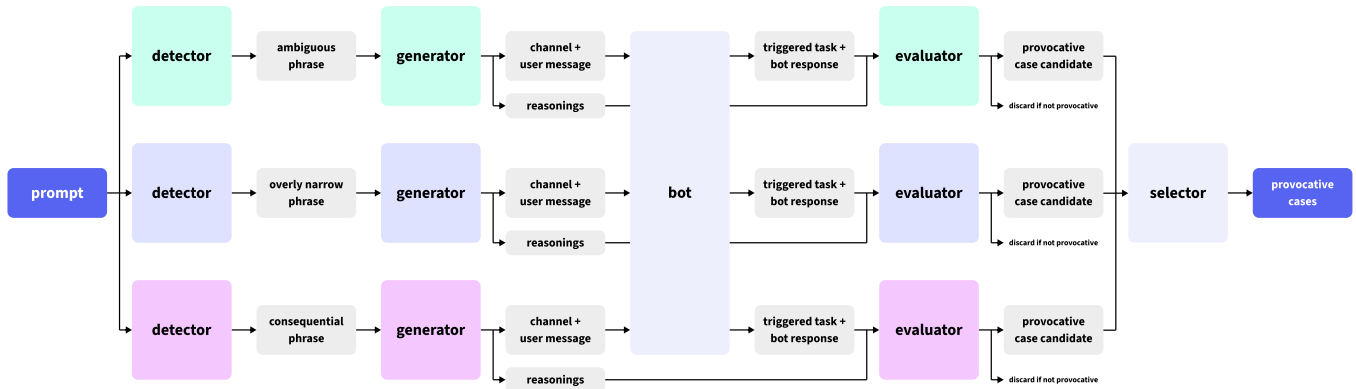 prompt
detector
ambiguous
phrase
generator
channel +
user message
reasonings
triggered task +
bot response
evaluator
provocative
case candidate
discard if not provocative
detector
overly narrow
phrase
generator
channel +
user message
reasonings
bot
triggered task +
bot response
evaluator
provocative
case candidate
discard if not provocative
selector
provocative
cases
detector
consequential
phrase
generator
channel +
user message
reasonings
triggered task +
bot response
evaluator
provocative
case candidate
discard if not provocative